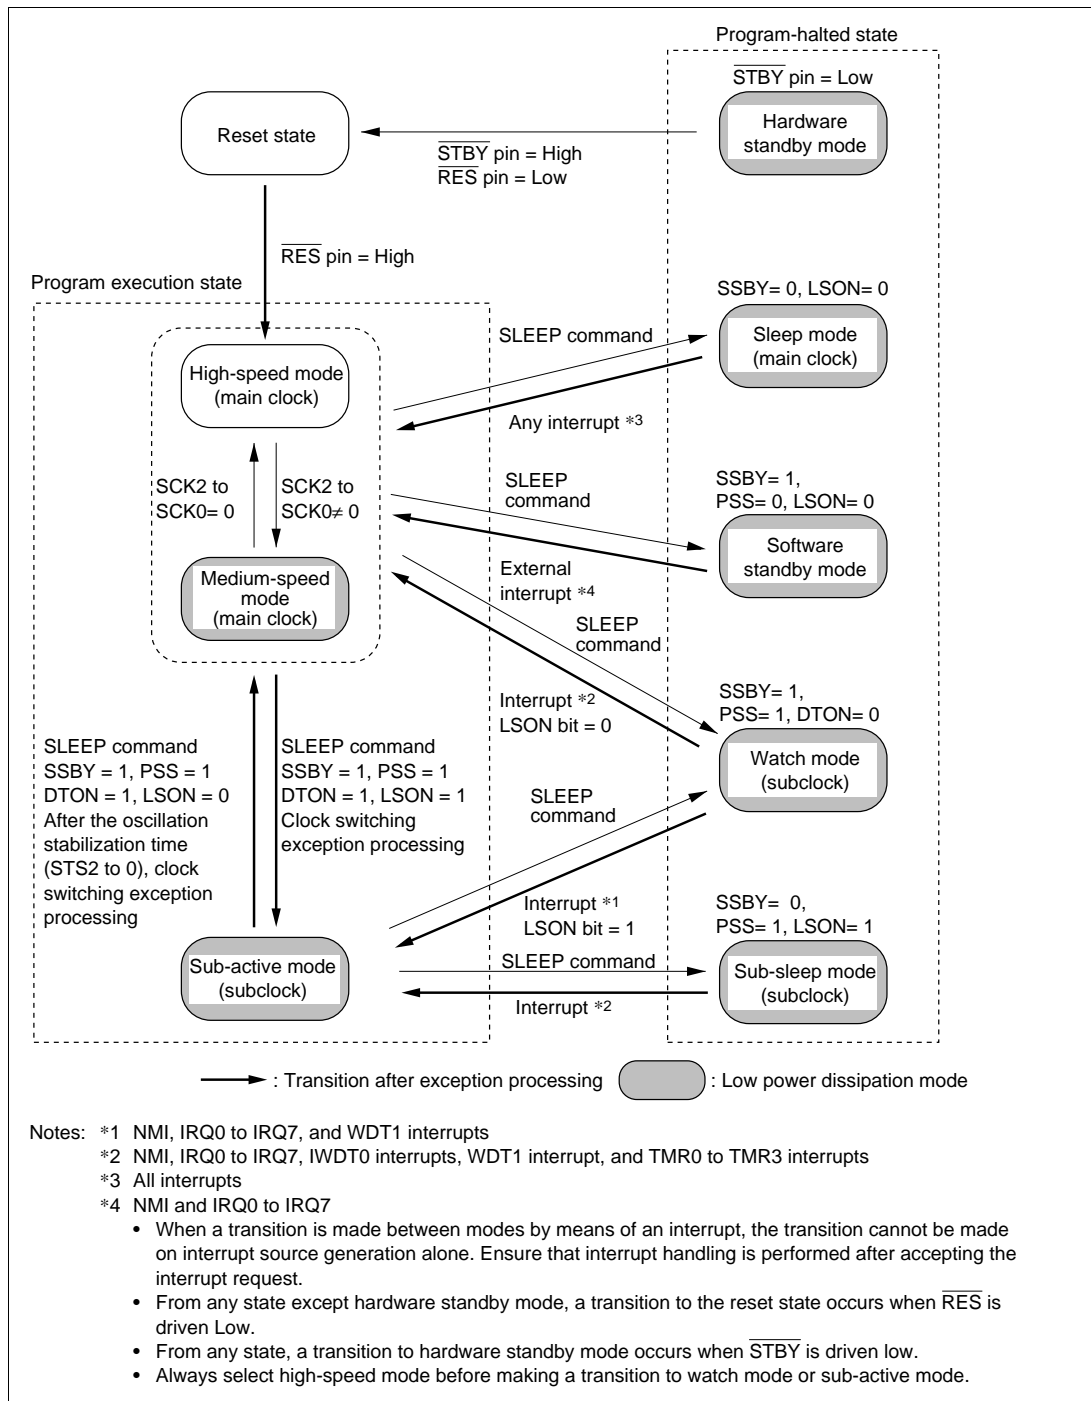 Program-halted state
STBY pin = Low
Reset state
Hardware
standby mode
STBY pin = High
RES pin = Low
RES pin = High
Program execution state
SSBY= 0, LSON= 0
SLEEP command
Sleep mode
(main clock)
High-speed mode
(main clock)
Any interrupt *3
SCK2 to
SCK0= 0
SCK2 to
SCK0≠ 0
SLEEP
command
SSBY= 1,
PSS= 0, LSON= 0
Software
standby mode
Medium-speed
mode
(main clock)
External
interrupt *4
SLEEP
command
Interrupt *2
LSON bit = 0
SSBY= 1,
PSS= 1, DTON= 0
Watch mode
(subclock)
SLEEP command
SSBY = 1, PSS = 1
DTON = 1, LSON = 0
After the oscillation
stabilization time
(STS2 to 0), clock
switching exception
processing
SLEEP command
SSBY = 1, PSS = 1
DTON = 1, LSON = 1
Clock switching
exception processing
SLEEP
command
Interrupt *1
LSON bit = 1
SSBY=  0,
PSS= 1, LSON= 1
Sub-active mode
(subclock)
SLEEP command
Sub-sleep mode
(subclock)
Interrupt *2
: Transition after exception processing
: Low power dissipation mode
Notes: *1 NMI, IRQ0 to IRQ7, and WDT1 interrupts
*2 NMI, IRQ0 to IRQ7, IWDT0 interrupts, WDT1 interrupt, and TMR0 to TMR3 interrupts
*3 All interrupts
*4 NMI and IRQ0 to IRQ7
• When a transition is made between modes by means of an interrupt, the transition cannot be made
on interrupt source generation alone. Ensure that interrupt handling is performed after accepting the
interrupt request.
• From any state except hardware standby mode, a transition to the reset state occurs when RES is
driven Low.
• From any state, a transition to hardware standby mode occurs when STBY is driven low.
• Always select high-speed mode before making a transition to watch mode or sub-active mode.